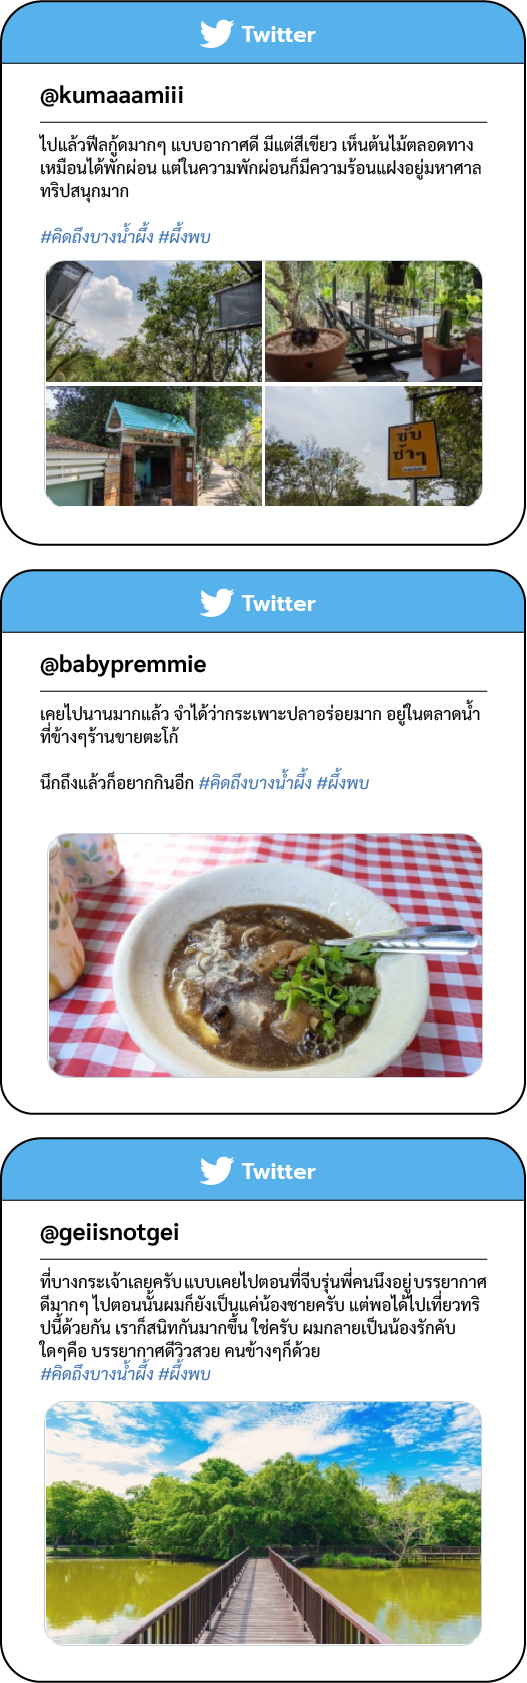 Twitter
@kumaaamiii
ไปแล้วฟีลกู้ดมากๆ แบบอากาศดี มีแต่สีเขียว เห็นต้นไม้ตลอดทาง
เหมือนได้พักผ่อน แต่ในความพักผ่อนก็มีความร้อนแฝงอยู่มหาศาล
ทริปสนุกมาก
#คิดถึงบางน้ำผึ้ง #ผึ้งพบ
ขับ
ช้าๆ
Twitter
@babypremmie
เคยไปนานมากแล้ว จำได้ว่ากระเพาะปลาอร่อยมาก อยู่ในตลาดน้ำ
ที่ข้างๆร้านขายตะโก้
นึกถึงแล้วก็อยากกินอีก #คิดถึงบางน้ำผึ้ง #ผึ้งพบ
Twitter
@geiisnotgei
ที่บางกระเจ้าเลยครับแบบเคยไปตอนที่จีบรุ่นพี่คนนึงอยู่ บรรยากาศ
ดีมากๆ ไปตอนนั้นผมก็ยังเป็นแค่น้องชายครับ แต่พอได้ไปเที่ยวทริ
ปนี้ด้วยกัน เราก็สนิทกันมากขึ้น ใช่ครับ ผมกลายเป็นน้องรักคับ
ใดๆคือ บรรยากาศดีวิวสวย คนข้างๆก็ด้วย
#คิดถึงบางน้ำผึ้ง #ผึ้งพบ